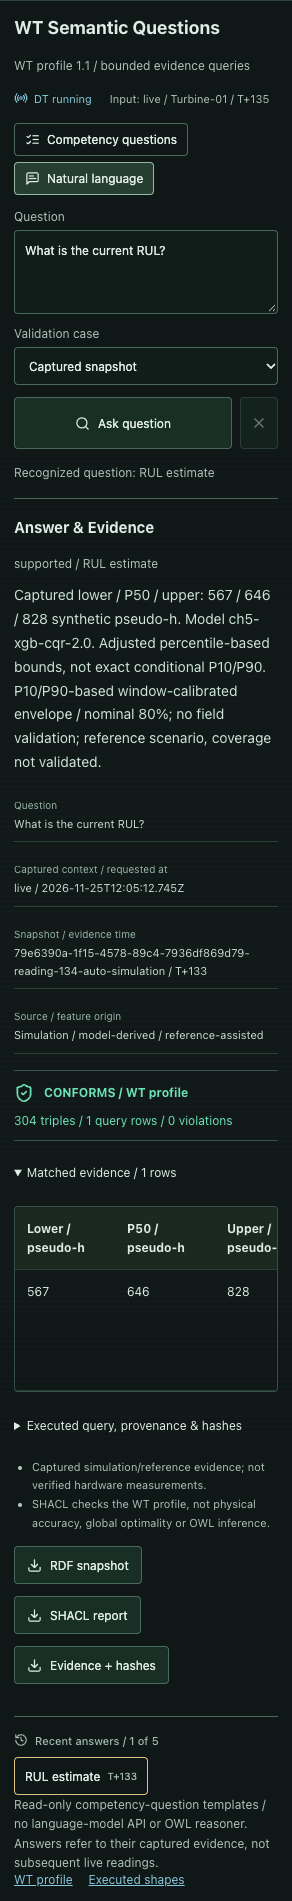 WT Semantic Questions
WT profile 1.1 / bounded evidence queries
DT running Input: live / Turbine-01 / T+135
Competency questions
Natural language
Question
What is the current RUL?
Validation case
Captured snapshot
Ask question
Recognized question: RUL estimate
Answer & Evidence
supported / RUL estimate
Captured lower / P50 / upper: 567 / 646
/ 828 synthetic pseudo-h. Model ch5-
xgb-cqr-2.0. Adjusted percentile-based
bounds, not exact conditional P10/P90.
P10/P90-based window-calibrated
envelope / nominal 80%; no field
validation; reference scenario, coverage
not validated.
Question
What is the current RUL?
Captured context / requested at
live / 2026-11-25T12:05:12.745Z
Snapshot / evidence time
79e6390a-1f15-4578-89c4-7936df869d79-
reading-134-auto-simulation / T+133
Source / feature origin
Simulation / model-derived / reference-assisted
CONFORMS / WT profile
304 triples / 1 query rows / 0 violations
Matched evidence / 1 rows
Lower / P50 / Upper /
pseudo-h pseudo-h pseudo-
567 646 828
Executed query, provenance & hashes
Captured simulation/reference evidence; not
verified hardware measurements.
SHACL checks the WT profile, not physical
accuracy, global optimality or OWL inference.
RDF snapshot
SHACL report
Evidence + hashes
Recent answers / 1 of 5
RUL estimate T+133
Read-only competency-question templates /
no language-model API or OWL reasoner.
Answers refer to their captured evidence, not
subsequent live readings.
WT profile Executed shapes